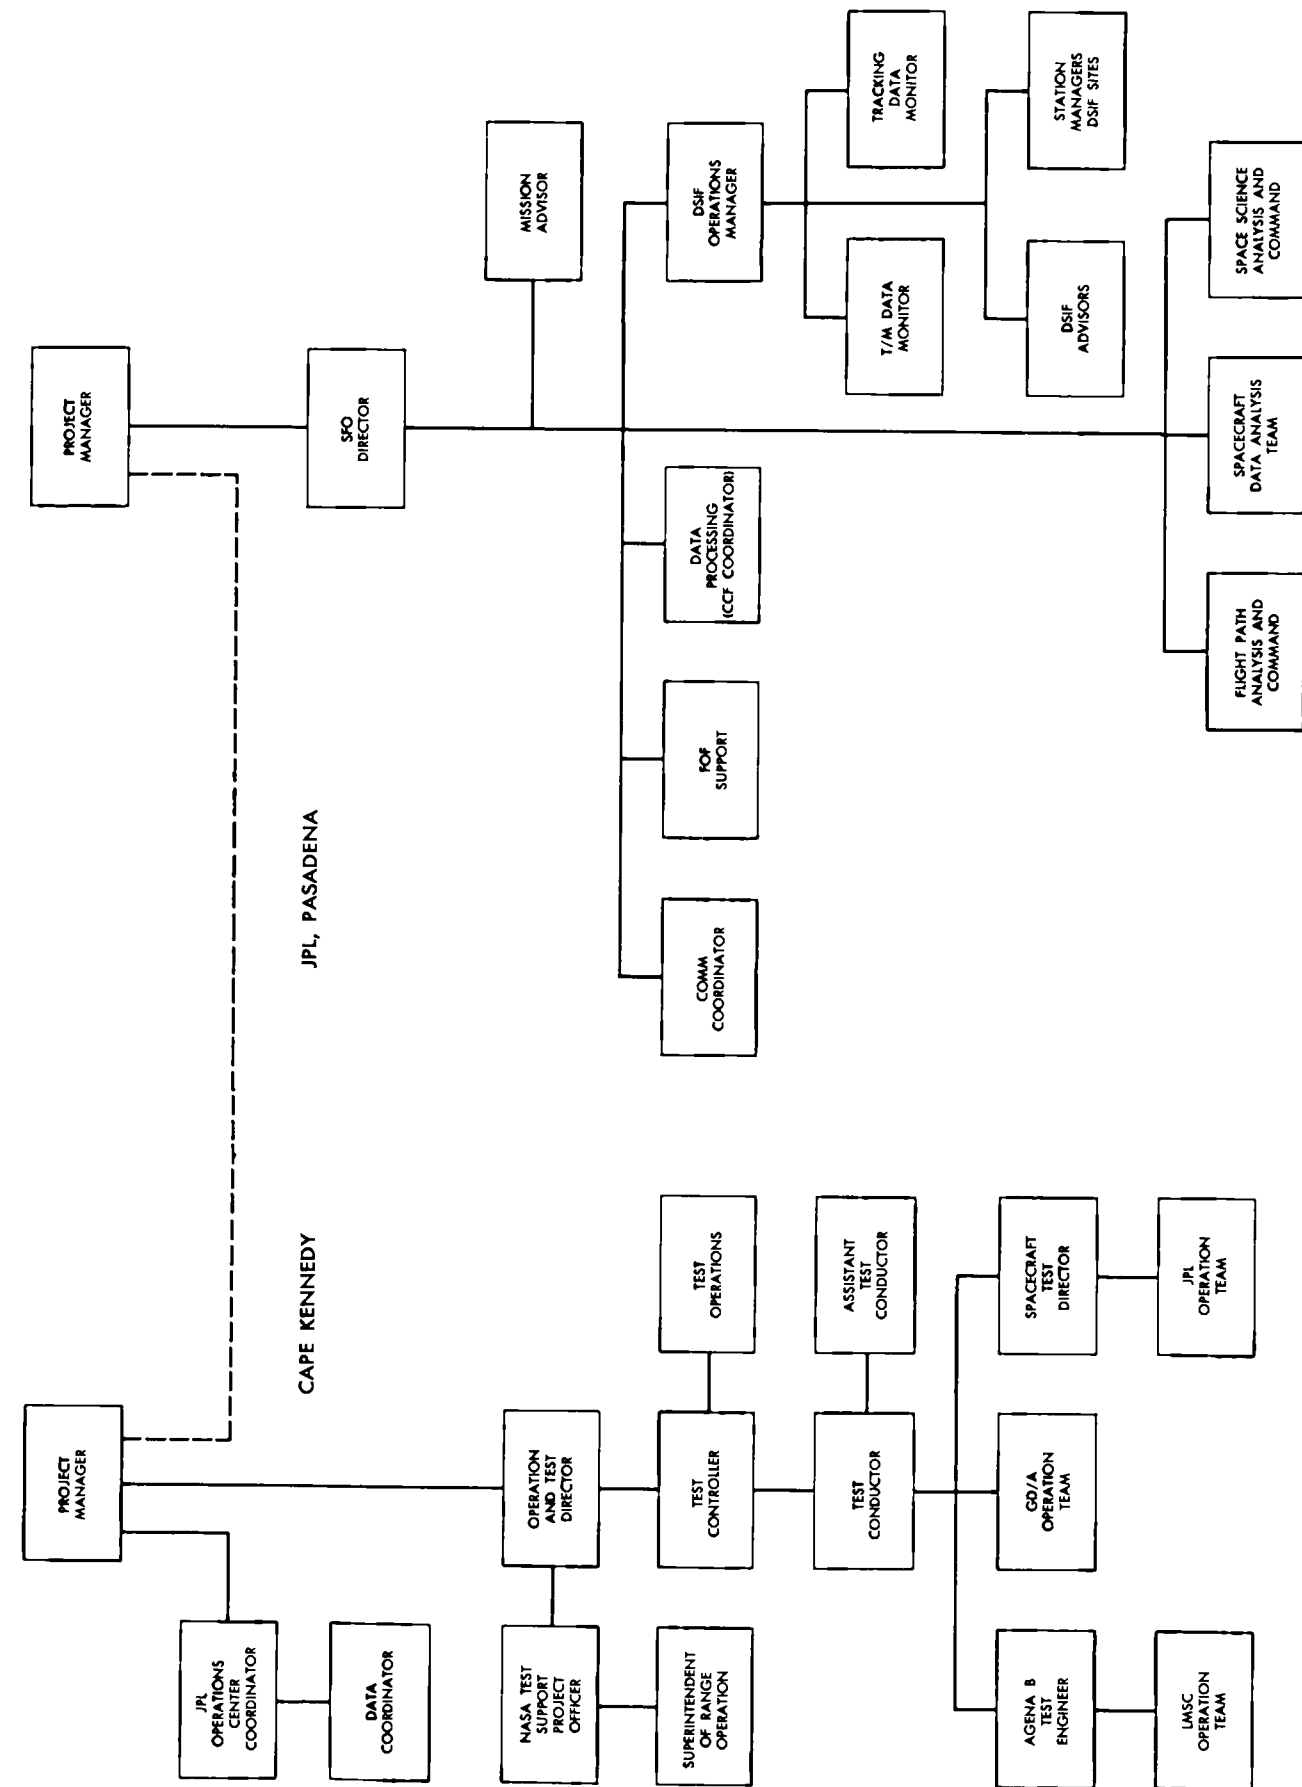 PROJECT
MANAGER
JPL
OPERATIONS
CENTER
COORDINATOR
DATA
COORDINATOR
CAPE KENNEDY
OPERATION
AND TEST
DIRECTOR
NASA TEST
SUPPORT
PROJECT
OFFICER
SUPERINTENDENT
OF RANGE
OPERATION
TEST
CONTROLLER
TEST
OPERATIONS
TEST
CONDUCTOR
ASSISTANT
TEST
CONDUCTOR
AGENA B
TEST
ENGINEER
GD/A
OPERATION
TEAM
SPACECRAFT
TEST
DIRECTOR
LMSC
OPERATION
TEAM
JPL
OPERATION
TEAM
JPL, PASADENA
PROJECT
MANAGER
SFO
DIRECTOR
MISSION
ADVISOR
COMM
COORDINATOR
FOF
SUPPORT
DATA
PROCESSING
(CCF COORDINATOR)
DSIF
OPERATIONS
MANAGER
T/M DATA
MONITOR
TRACKING
DATA
MONITOR
DSIF
ADVISORS
STATION
MANAGERS
DSIF SITES
FLIGHT PATH
ANALYSIS AND
COMMAND
SPACECRAFT
DATA ANALYSIS
TEAM
SPACE SCIENCE
ANALYSIS AND
COMMAND